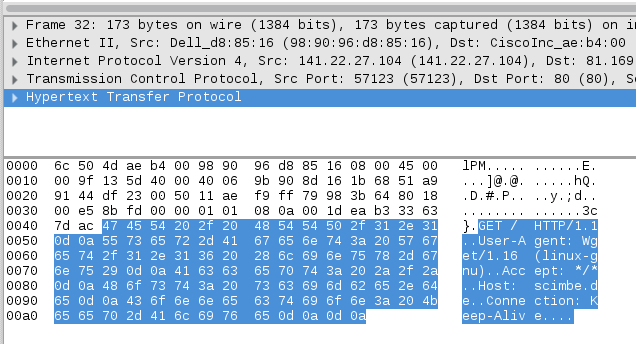 Frame 32: 173 bytes on wire (1384 bits), 173 bytes captured (1384 bits) on in
Ethernet II, Src: Dell_d8:85:16 (98:90:96:d8:85:16), Dst: CiscoInc_ae:b4:00
Internet Protocol Version 4, Src: 141.22.27.104 (141.22.27.104), Dst: 81.169
Transmission Control Protocol, Src Port: 57123 (57123), Dst Port: 80 (80), Se
Hypertext Transfer Protocol
0000 6c 50 4d ae b4 00 98 90 96 d8 85 16 08 00 45 00 lPM..... ......E.
0010 00 9f 13 5d 40 00 40 06 9b 90 8d 16 1b 68 51 a9 ...]@.@. .....hQ.
0020 91 44 df 23 00 50 11 ae f9 ff 79 98 3b 64 80 18 .D.#.P.. ..y.;d..
0030 00 e5 8b fd 00 00 01 01 08 0a 00 1d ea b3 33 63 ........ ......3c
0040 7d ac 47 45 54 20 2f 20 48 54 54 50 2f 31 2e 31 }.GET / HTTP/1.1
0050 0d 0a 55 73 65 72 2d 41 67 65 6e 74 3a 20 57 67 ..User-A gent: Wg
0060 65 74 2f 31 2e 31 36 20 28 6c 69 6e 75 78 2d 67 et/1.16 (linux-g
0070 6e 75 29 0d 0a 41 63 63 65 70 74 3a 20 2a 2f 2a nu)..Acc ept: */*
0080 0d 0a 48 6f 73 74 3a 20 73 63 69 6d 62 65 2e 64 ..Host: scimbe.d
0090 65 0d 0a 43 6f 6e 6e 65 63 74 69 6f 6e 3a 20 4b e..Conne ction: K
00a0 65 65 70 2d 41 6c 69 76 65 0d 0a 0d 0a eep-Aliv e....